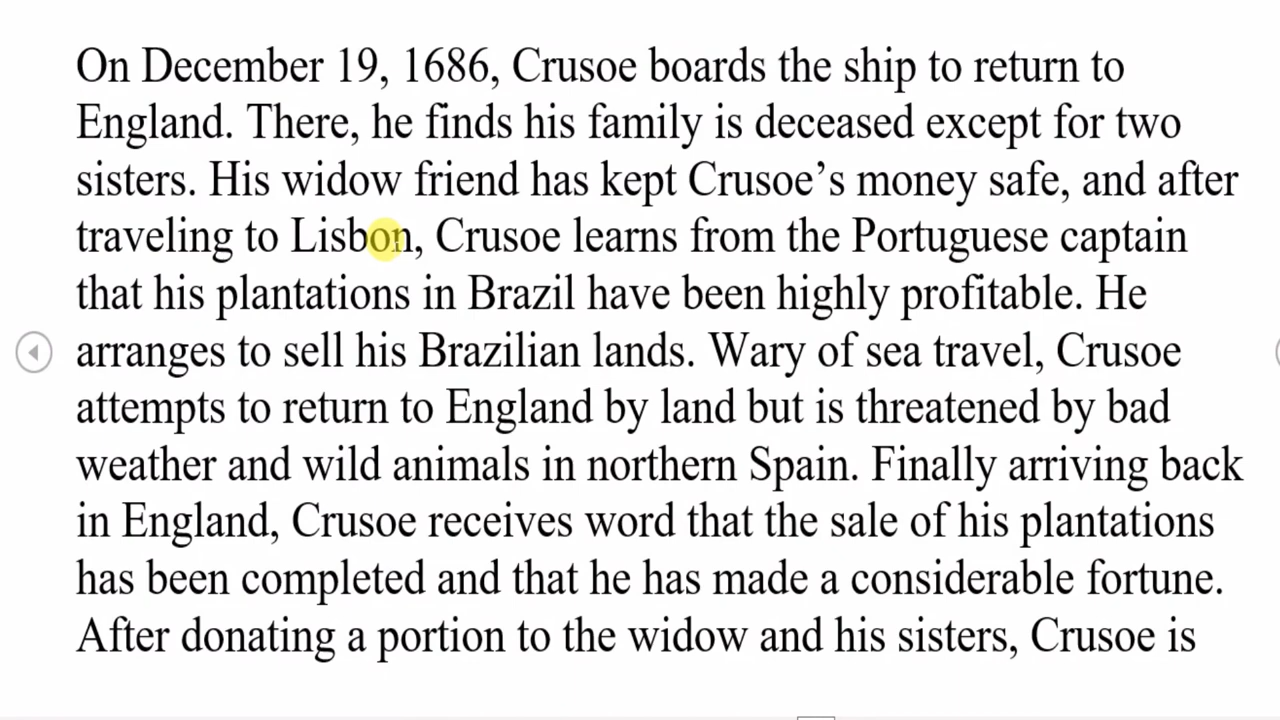 On December 19, 1686, Crusoe boards the ship to return to
England. There, he finds his family is deceased except for two
sisters. His widow friend has kept Crusoe’s money safe, and after
traveling to Lisbon, Crusoe learns from the Portuguese captain
that his plantations in Brazil have been highly profitable. He
arranges to sell his Brazilian lands. Wary of sea travel, Crusoe
attempts to return to England by land but is threatened by bad
weather and wild animals in northern Spain. Finally arriving back
in England, Crusoe receives word that the sale of his plantations
has been completed and that he has made a considerable fortune.
After donating a portion to the widow and his sisters, Crusoe is